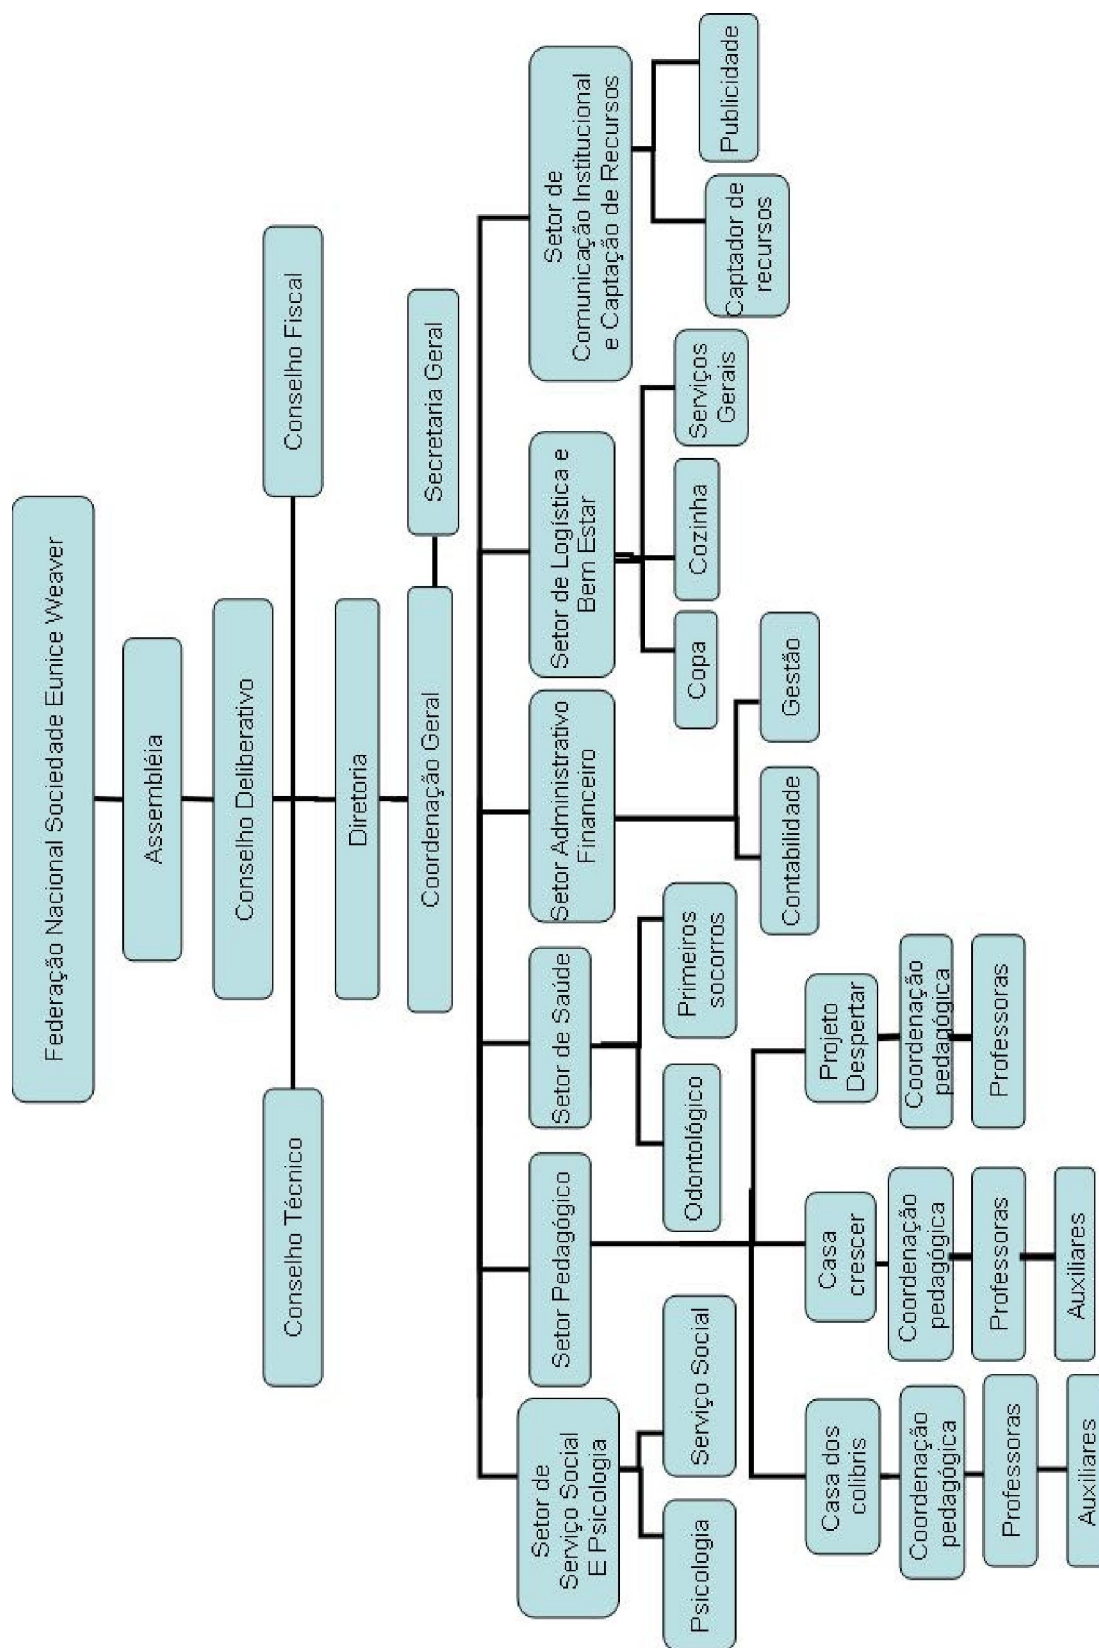 Federação Nacional Sociedade Eunice Weaver
Assembléia
Conselho Deliberativo
Conselho Técnico
Conselho Fiscal
Diretoria
Coordenação Geral
Secretaria Geral
Setor de
Serviço Social
E Psicologia
Setor Pedagógico
Setor de Saúde
Setor Administrativo
Financeiro
Setor de Logística e
Bem Estar
Setor de
Comunicação Institucional
e Captação de Recursos
Psicologia
Serviço Social
Odontológico
Primeiros
socorros
Copa
Cozinha
Serviços
Gerais
Captador de
recursos
Publicidade
Contabilidade
Gestão
Casa dos
colibris
Casa
crescer
Projeto
Despertar
Coordenação
pedagógica
Coordenação
pedagógica
Coordenação
pedagógica
Professoras
Professoras
Professoras
Auxiliares
Auxiliares